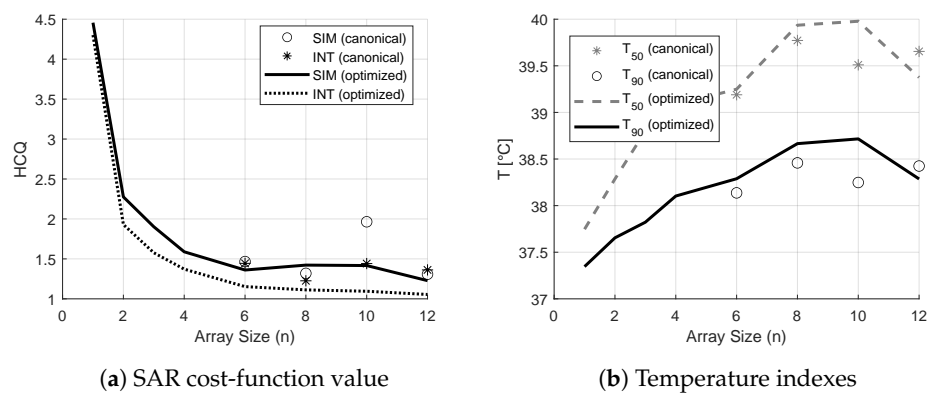 4.5
4
3.5
3
2.5
2
1.5
1
HCQ
0 2 4 6 8 10 12
Array Size (n)
SIM (canonical)
INT (canonical)
SIM (optimized)
INT (optimized)
(a) SAR cost-function value
40
39.5
39
38.5
38
37.5
37
T [°C]
0 2 4 6 8 10 12
Array Size (n)
T50 (canonical)
T90 (canonical)
T50 (optimized)
T90 (optimized)
(b) Temperature indexes